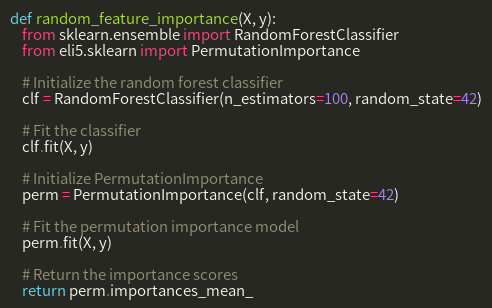 def random_feature_importance(X, y):
    from sklearn.ensemble import RandomForestClassifier
    from eli5.sklearn import PermutationImportance

    # Initialize the random forest classifier
    clf = RandomForestClassifier(n_estimators=100, random_state=42)

    # Fit the classifier
    clf.fit(X, y)

    # Initialize PermutationImportance
    perm = PermutationImportance(clf, random_state=42)

    # Fit the permutation importance model
    perm.fit(X, y)

    # Return the importance scores
    return perm.importances_mean_